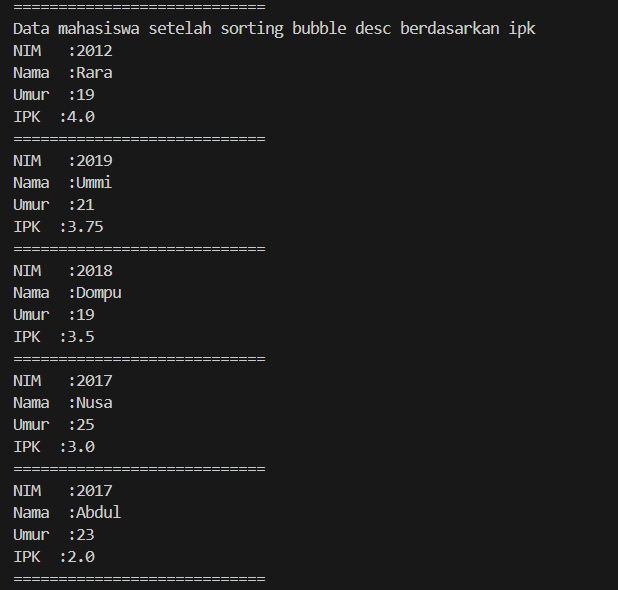 ============================
Data mahasiswa setelah sorting bubble desc berdasarkan ipk
NIM   :2012
Nama  :Rara
Umur  :19
IPK  :4.0
============================
NIM   :2019
Nama  :Ummi
Umur  :21
IPK  :3.75
============================
NIM   :2018
Nama  :Dompu
Umur  :19
IPK  :3.5
============================
NIM   :2017
Nama  :Nusa
Umur  :25
IPK  :3.0
============================
NIM   :2017
Nama  :Abdul
Umur  :23
IPK  :2.0
============================